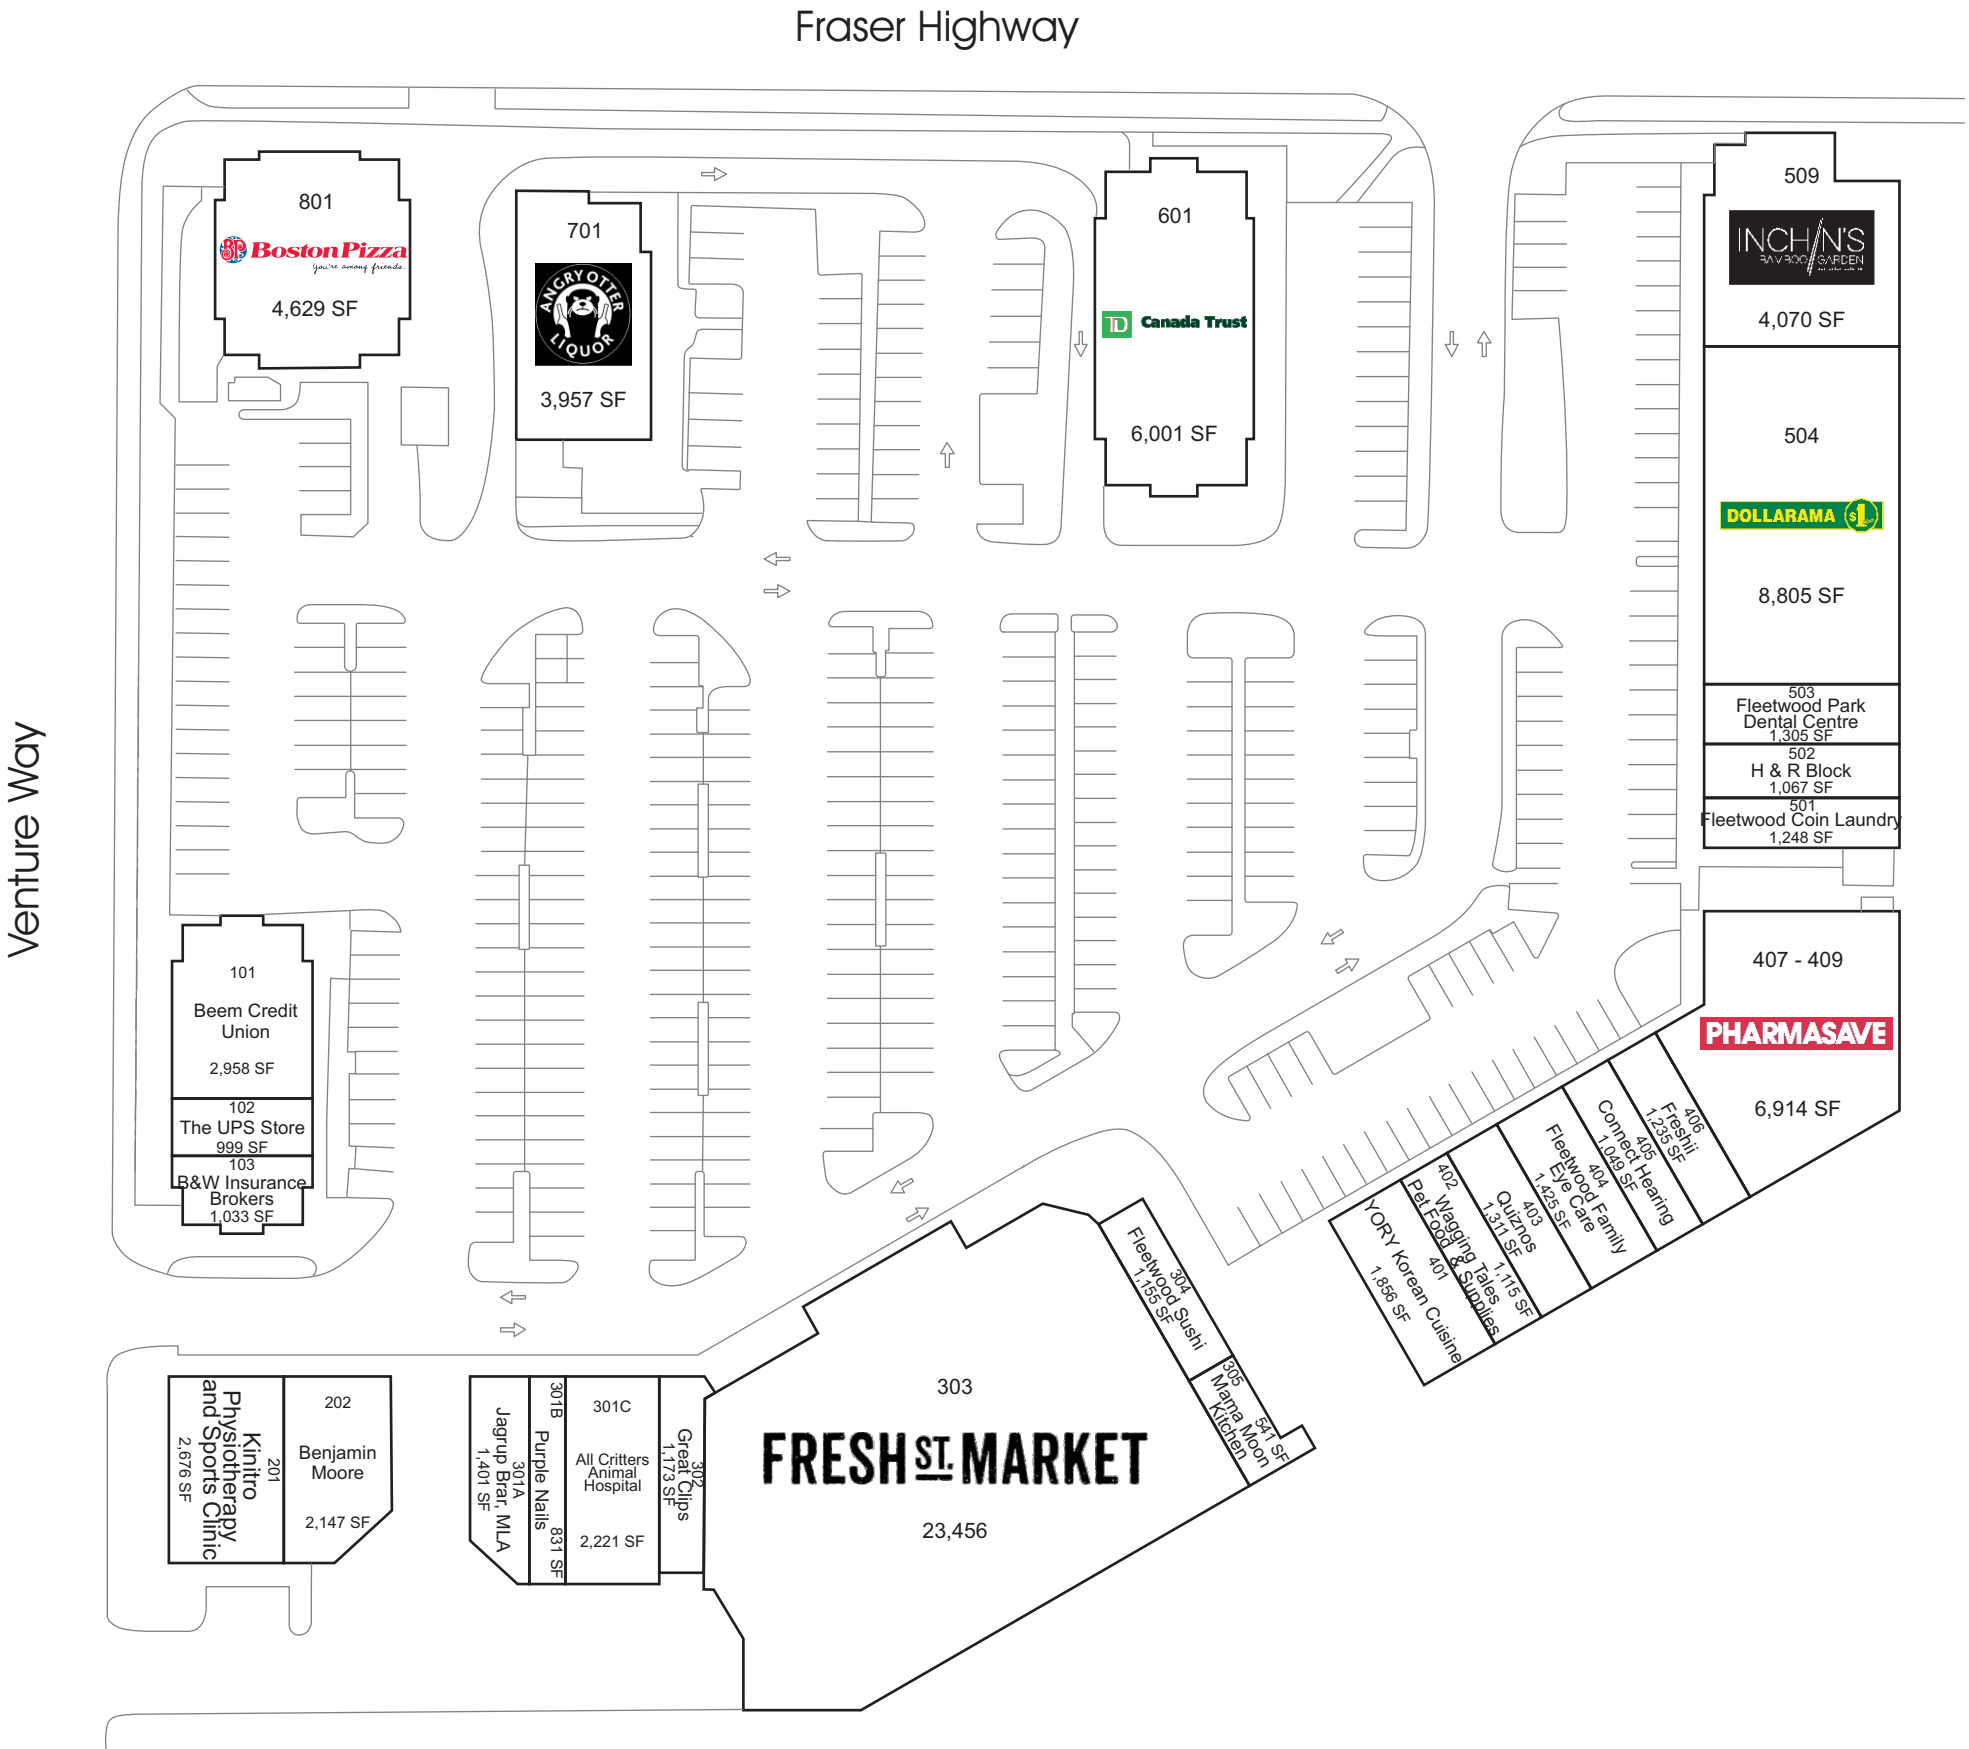 Fraser Highway
Venture Way
801
BP Boston Pizza
You're among friends.
4,629 SF
701
ANGRY OTTER
LIQUOR
3,957 SF
601
TD Canada Trust
6,001 SF
509
INCHIN'S
BAMBOO GARDEN
4,070 SF
504
DOLLARAMA $1
8,805 SF
503
Fleetwood Park
Dental Centre
1,305 SF
502
H & R Block
1,067 SF
501
Fleetwood Coin Laundry
1,248 SF
407 - 409
PHARMASAVE
6,914 SF
406
Freshii
1,235 SF
405
Connect Hearing
1,049 SF
404
Fleetwood Family
Eye Care
1,425 SF
403
Quiznos
1,311 SF
402 Wagging Tales 1,115 SF
Pet Food & Supplies
401
YORY Korean Cuisine
1,856 SF
101
Beem Credit
Union
2,958 SF
102
The UPS Store
999 SF
103
B&W Insurance
Brokers
1,033 SF
201
Kinitro
Physiotherapy
and Sports Clinic
2,676 SF
202
Benjamin
Moore
2,147 SF
301A
Jagrup Brar, MLA
1,401 SF
301B 831 SF
Purple Nails
301C
All Critters
Animal
Hospital
2,221 SF
302
Great Clips
1,173 SF
303
FRESH ST. MARKET
23,456
304
Fleetwood Sushi
1,155 SF
305 541 SF
Mama Moon
Kitchen